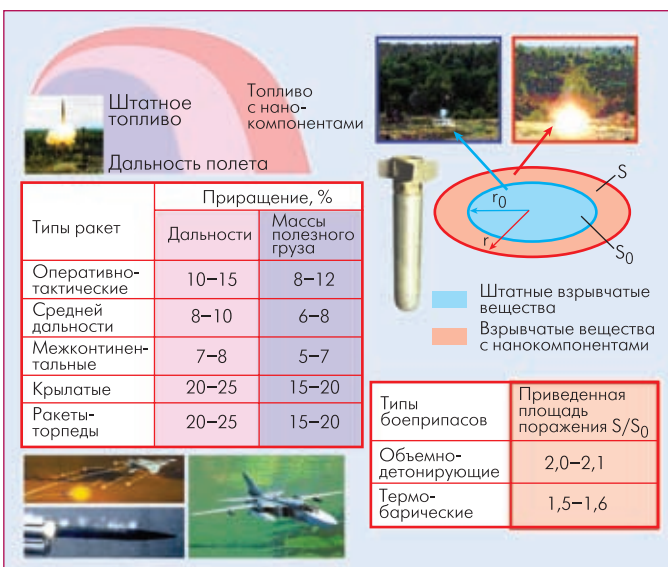 Штатное
топливо
Топливо
с нано-
компонентами
Дальность полета
Типы ракет
Приращение, %
Дальности
Массы
полезного
груза
Оперативно-
тактические
10–15
8–12
Средней
дальности
8–10
6–8
Межконтинен-
тальные
7–8
5–7
Крылатые
20–25
15–20
Ракеты-
торпеды
20–25
15–20
r0
r
S
S0
Штатные взрывчатые
вещества
Взрывчатые вещества
с нанокомпонентами
Типы
боеприпасов
Приведенная
площадь
поражения S/S0
Объемно-
детонирующие
2,0–2,1
Термо-
барические
1,5–1,6